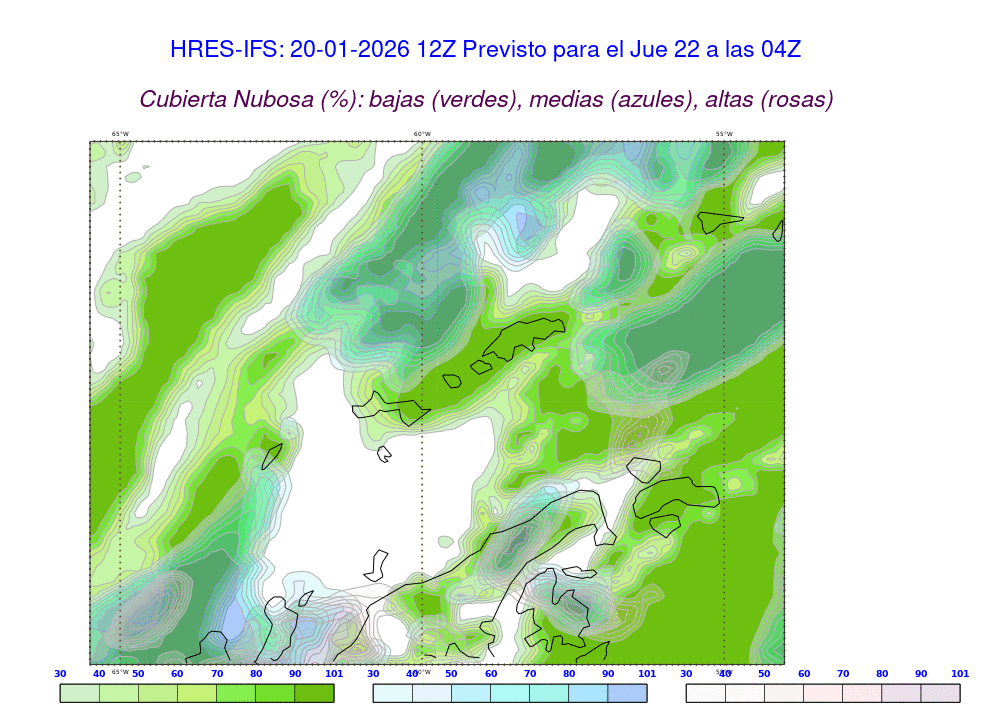 HRES-IFS: 20-01-2026 12Z Previsto para el Jue 22 a las 04Z
Cubierta Nubosa (%): bajas (verdes), medias (azules), altas (rosas)
65°W 60°W 55°W
65°W 60°W
30 40 50 60 70 80 90 101 30 40 50 60 70 80 90 101 30 40 50 60 70 80 90 101